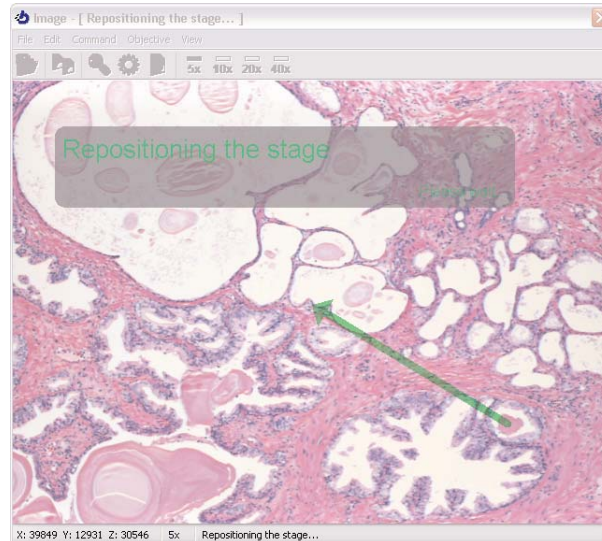 Image - [ Repositioning the stage... ]
File Edit Command Objective View
5x 10x 20x 40x
Repositioning the stage
X: 39849 Y: 12931 Z: 30546 5x Repositioning the stage...